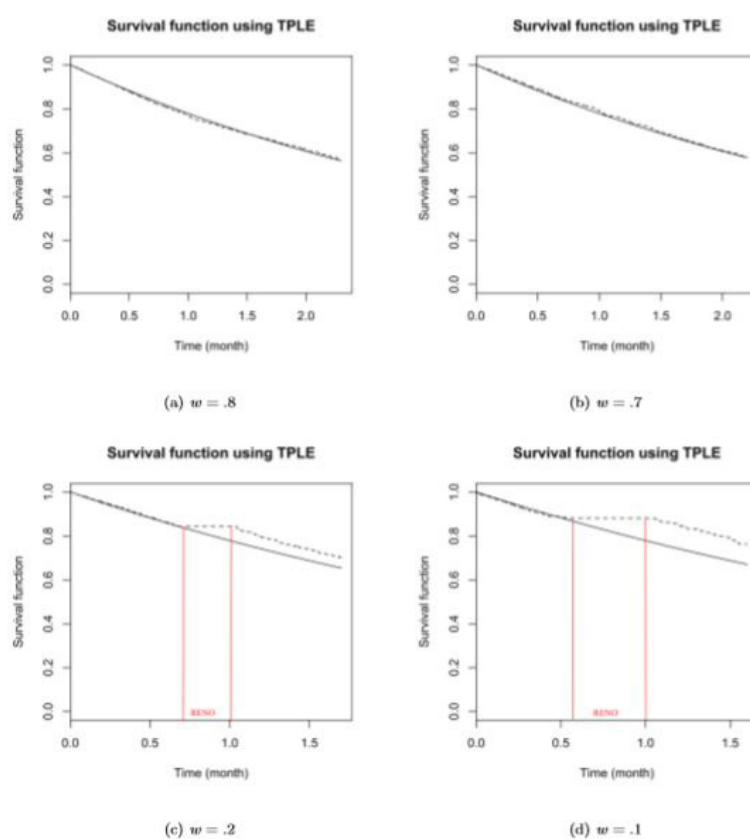 Survival function using TPLE
Survival function using TPLE
Survival function
1.0
0.8
0.6
0.4
0.2
0.0
0.0 0.5 1.0 1.5 2.0
Time (month)
(a) w = .8
Survival function
1.0
0.8
0.6
0.4
0.2
0.0
0.0 0.5 1.0 1.5 2.0
Time (month)
(b) w = .7
Survival function using TPLE
Survival function using TPLE
Survival function
1.0
0.8
0.6
0.4
0.2
0.0
RENO
0.0 0.5 1.0 1.5
Time (month)
(c) w = .2
Survival function
1.0
0.8
0.6
0.4
0.2
0.0
RENO
0.0 0.5 1.0 1.5
Time (month)
(d) w = .1